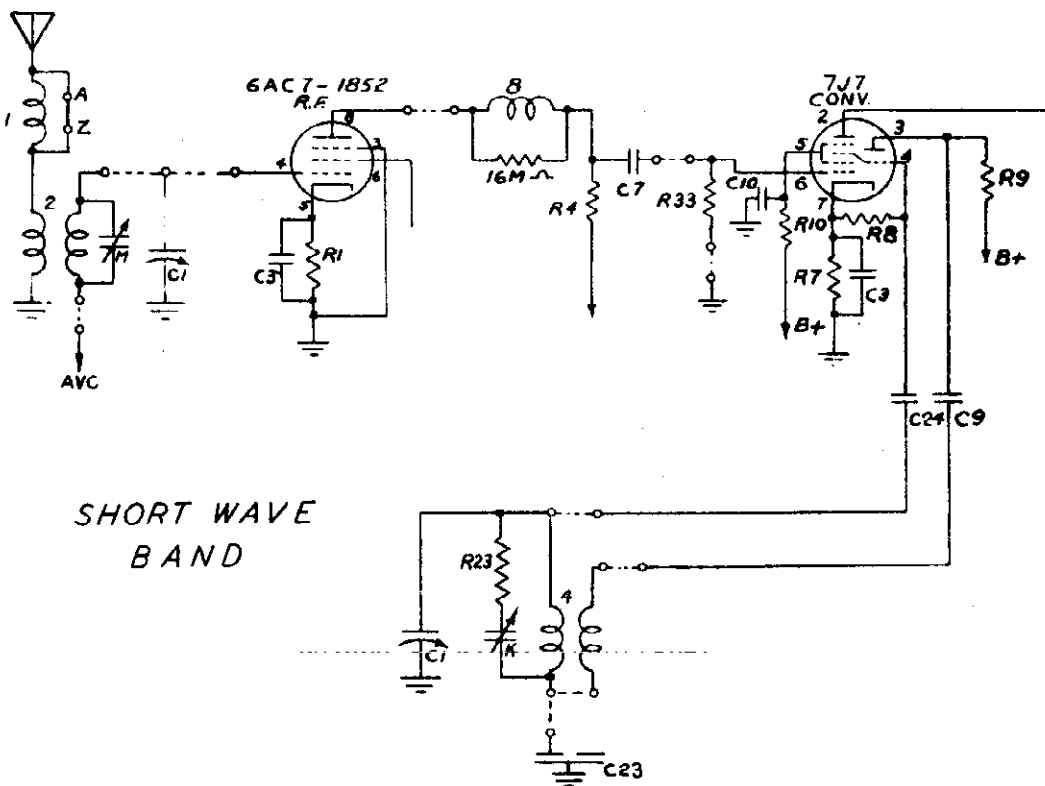 6AC7-1852
R.F.
8
7J7
CONV.
1
A
Z
8
2
3
3
5
4
4
6
6
16M Ω
C7
C10
7
R9
2
5
R4
R33
R10
R8
M
C1
C3
R1
R7
C3
B+
B+
AVC
C24
C9
SHORT WAVE
BAND
R23
4
C1
K
C23